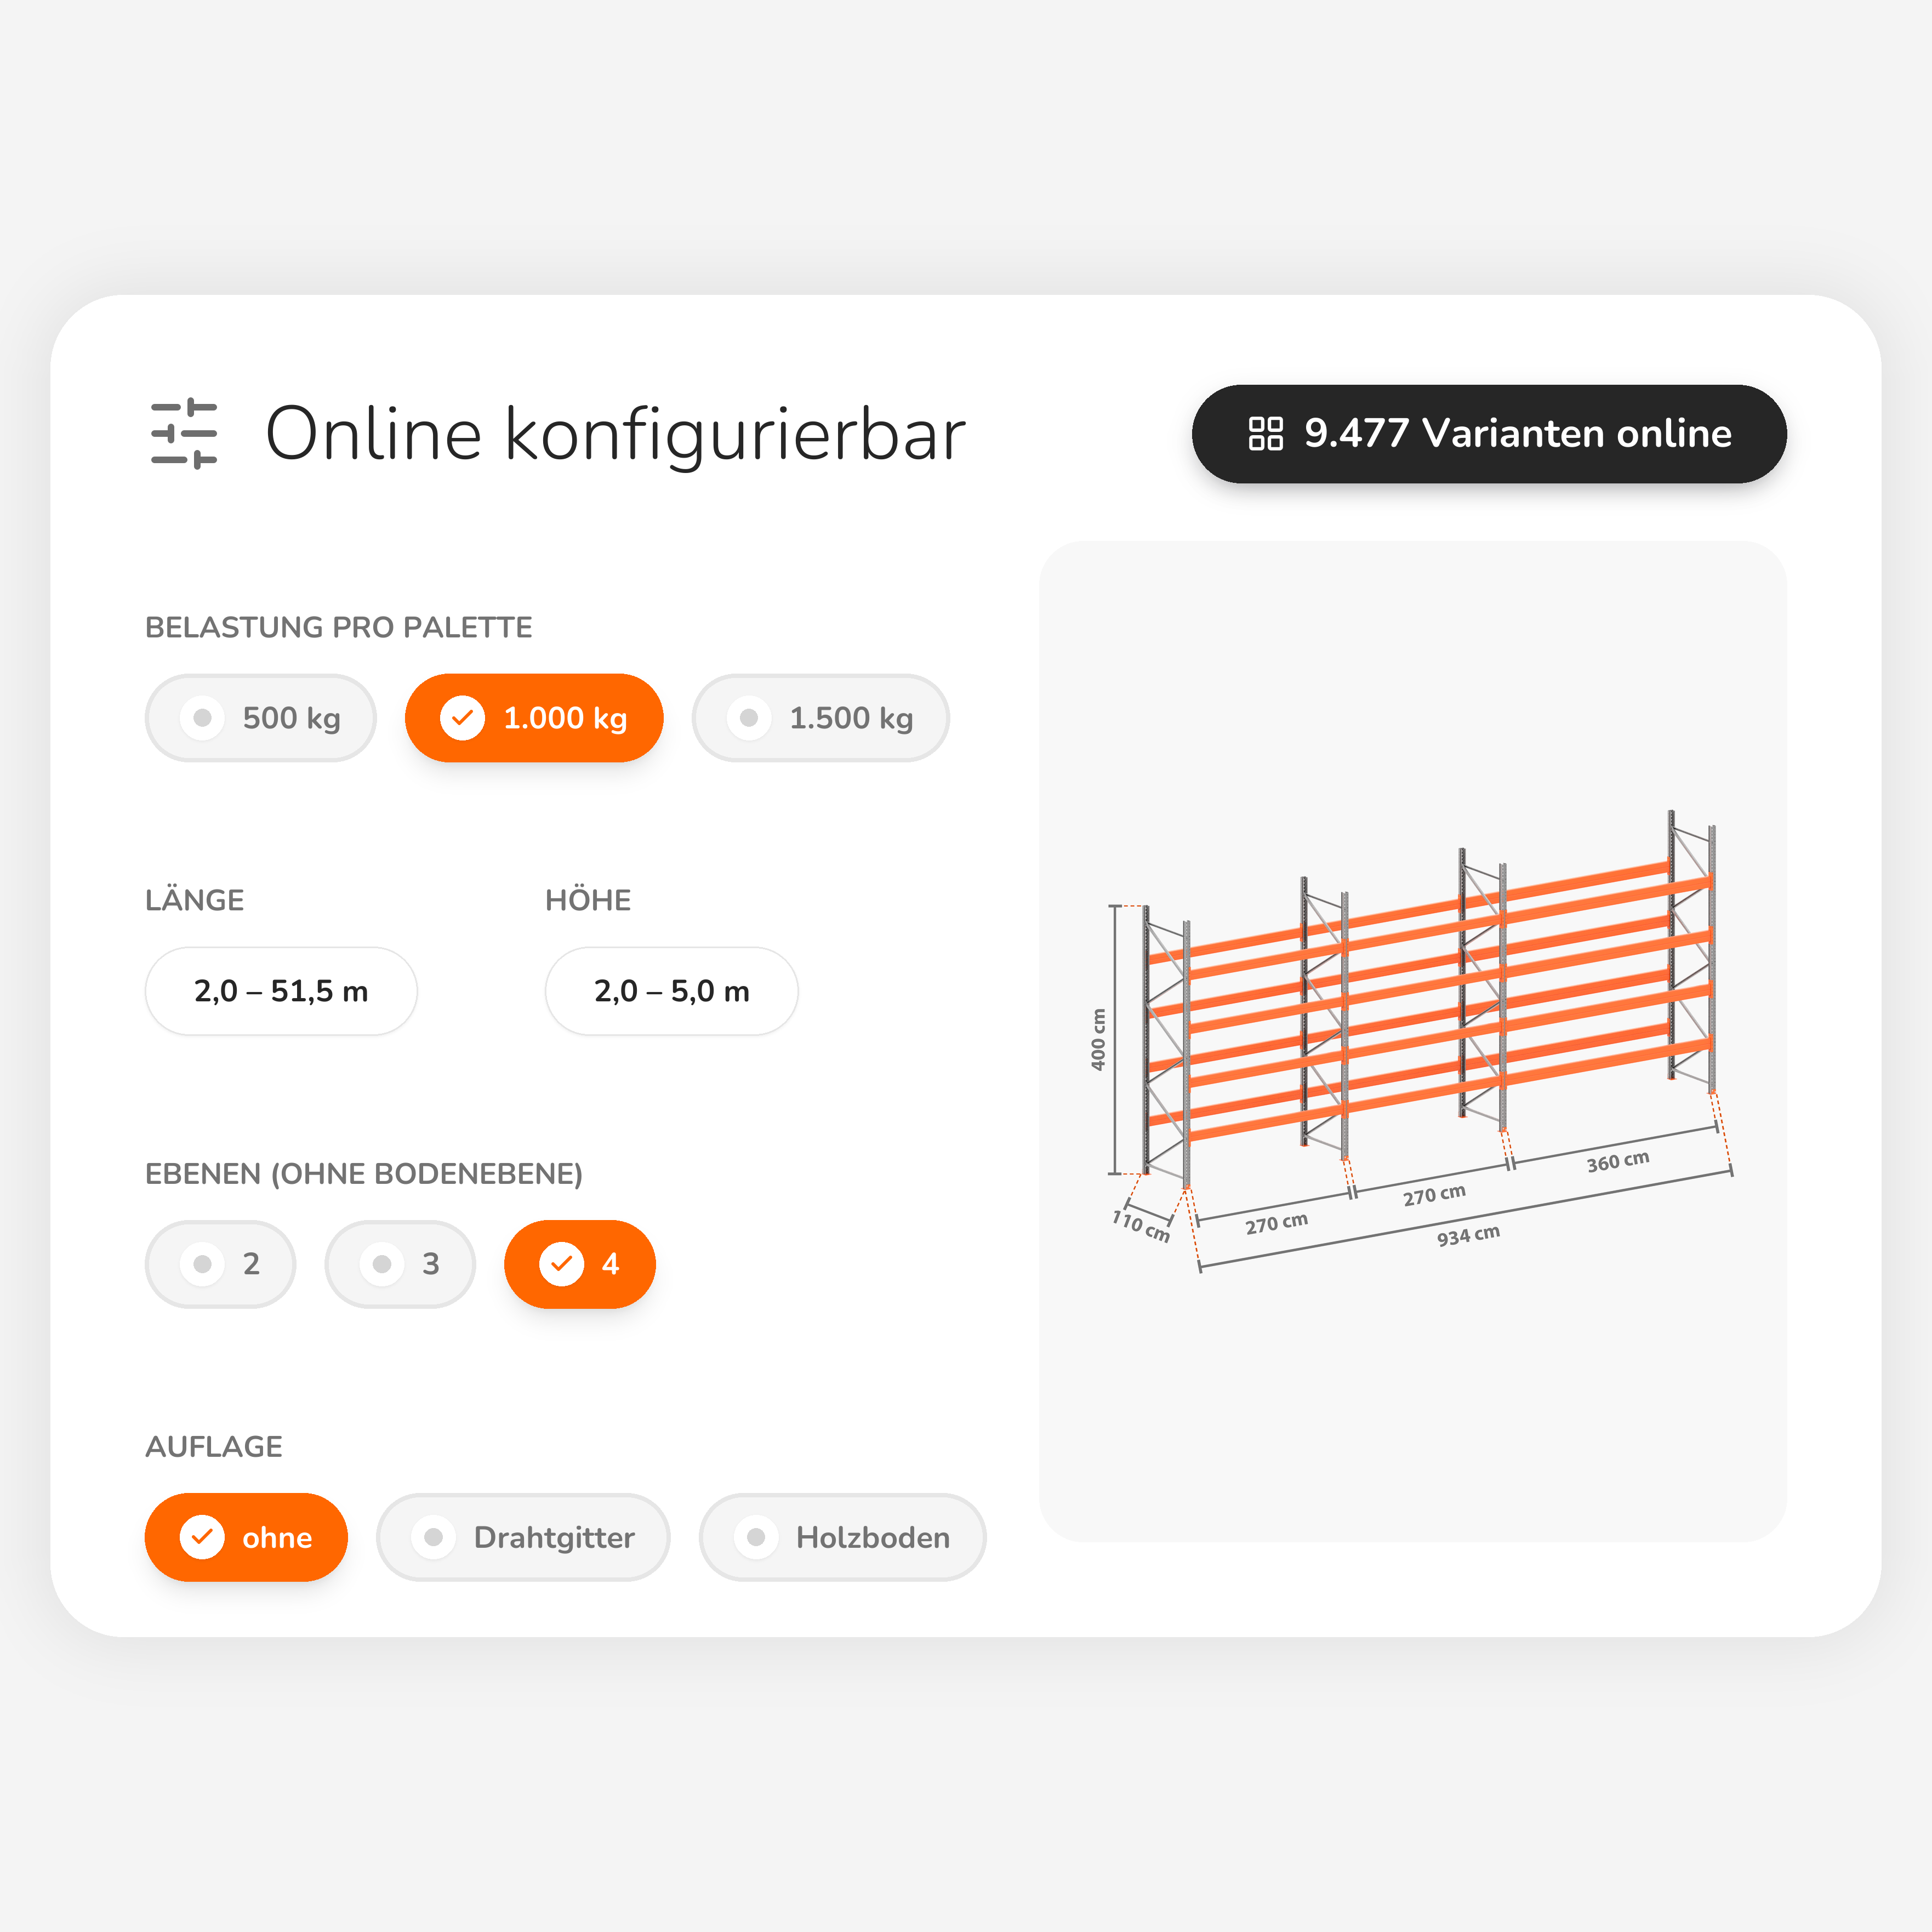 Online konfigurierbar
9.477 Varianten online
BELASTUNG PRO PALETTE
500 kg
1.000 kg
1.500 kg
LÄNGE
HÖHE
2,0 – 51,5 m
2,0 – 5,0 m
EBENEN (OHNE BODENEBENE)
2
3
4
AUFLAGE
ohne
Drahtgitter
Holzboden
400 cm
110 cm
270 cm
270 cm
360 cm
934 cm